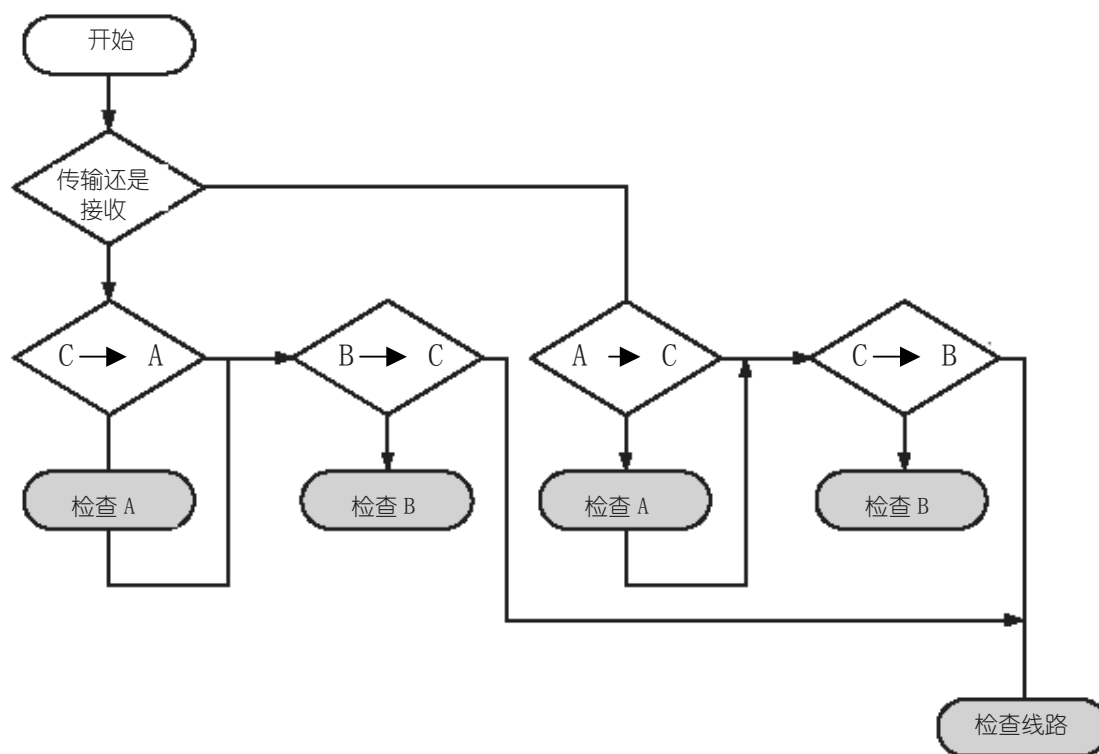 开始
传输还是
接收
C → A
B → C
A → C
C → B
检查 A
检查 B
检查 A
检查 B
检查线路